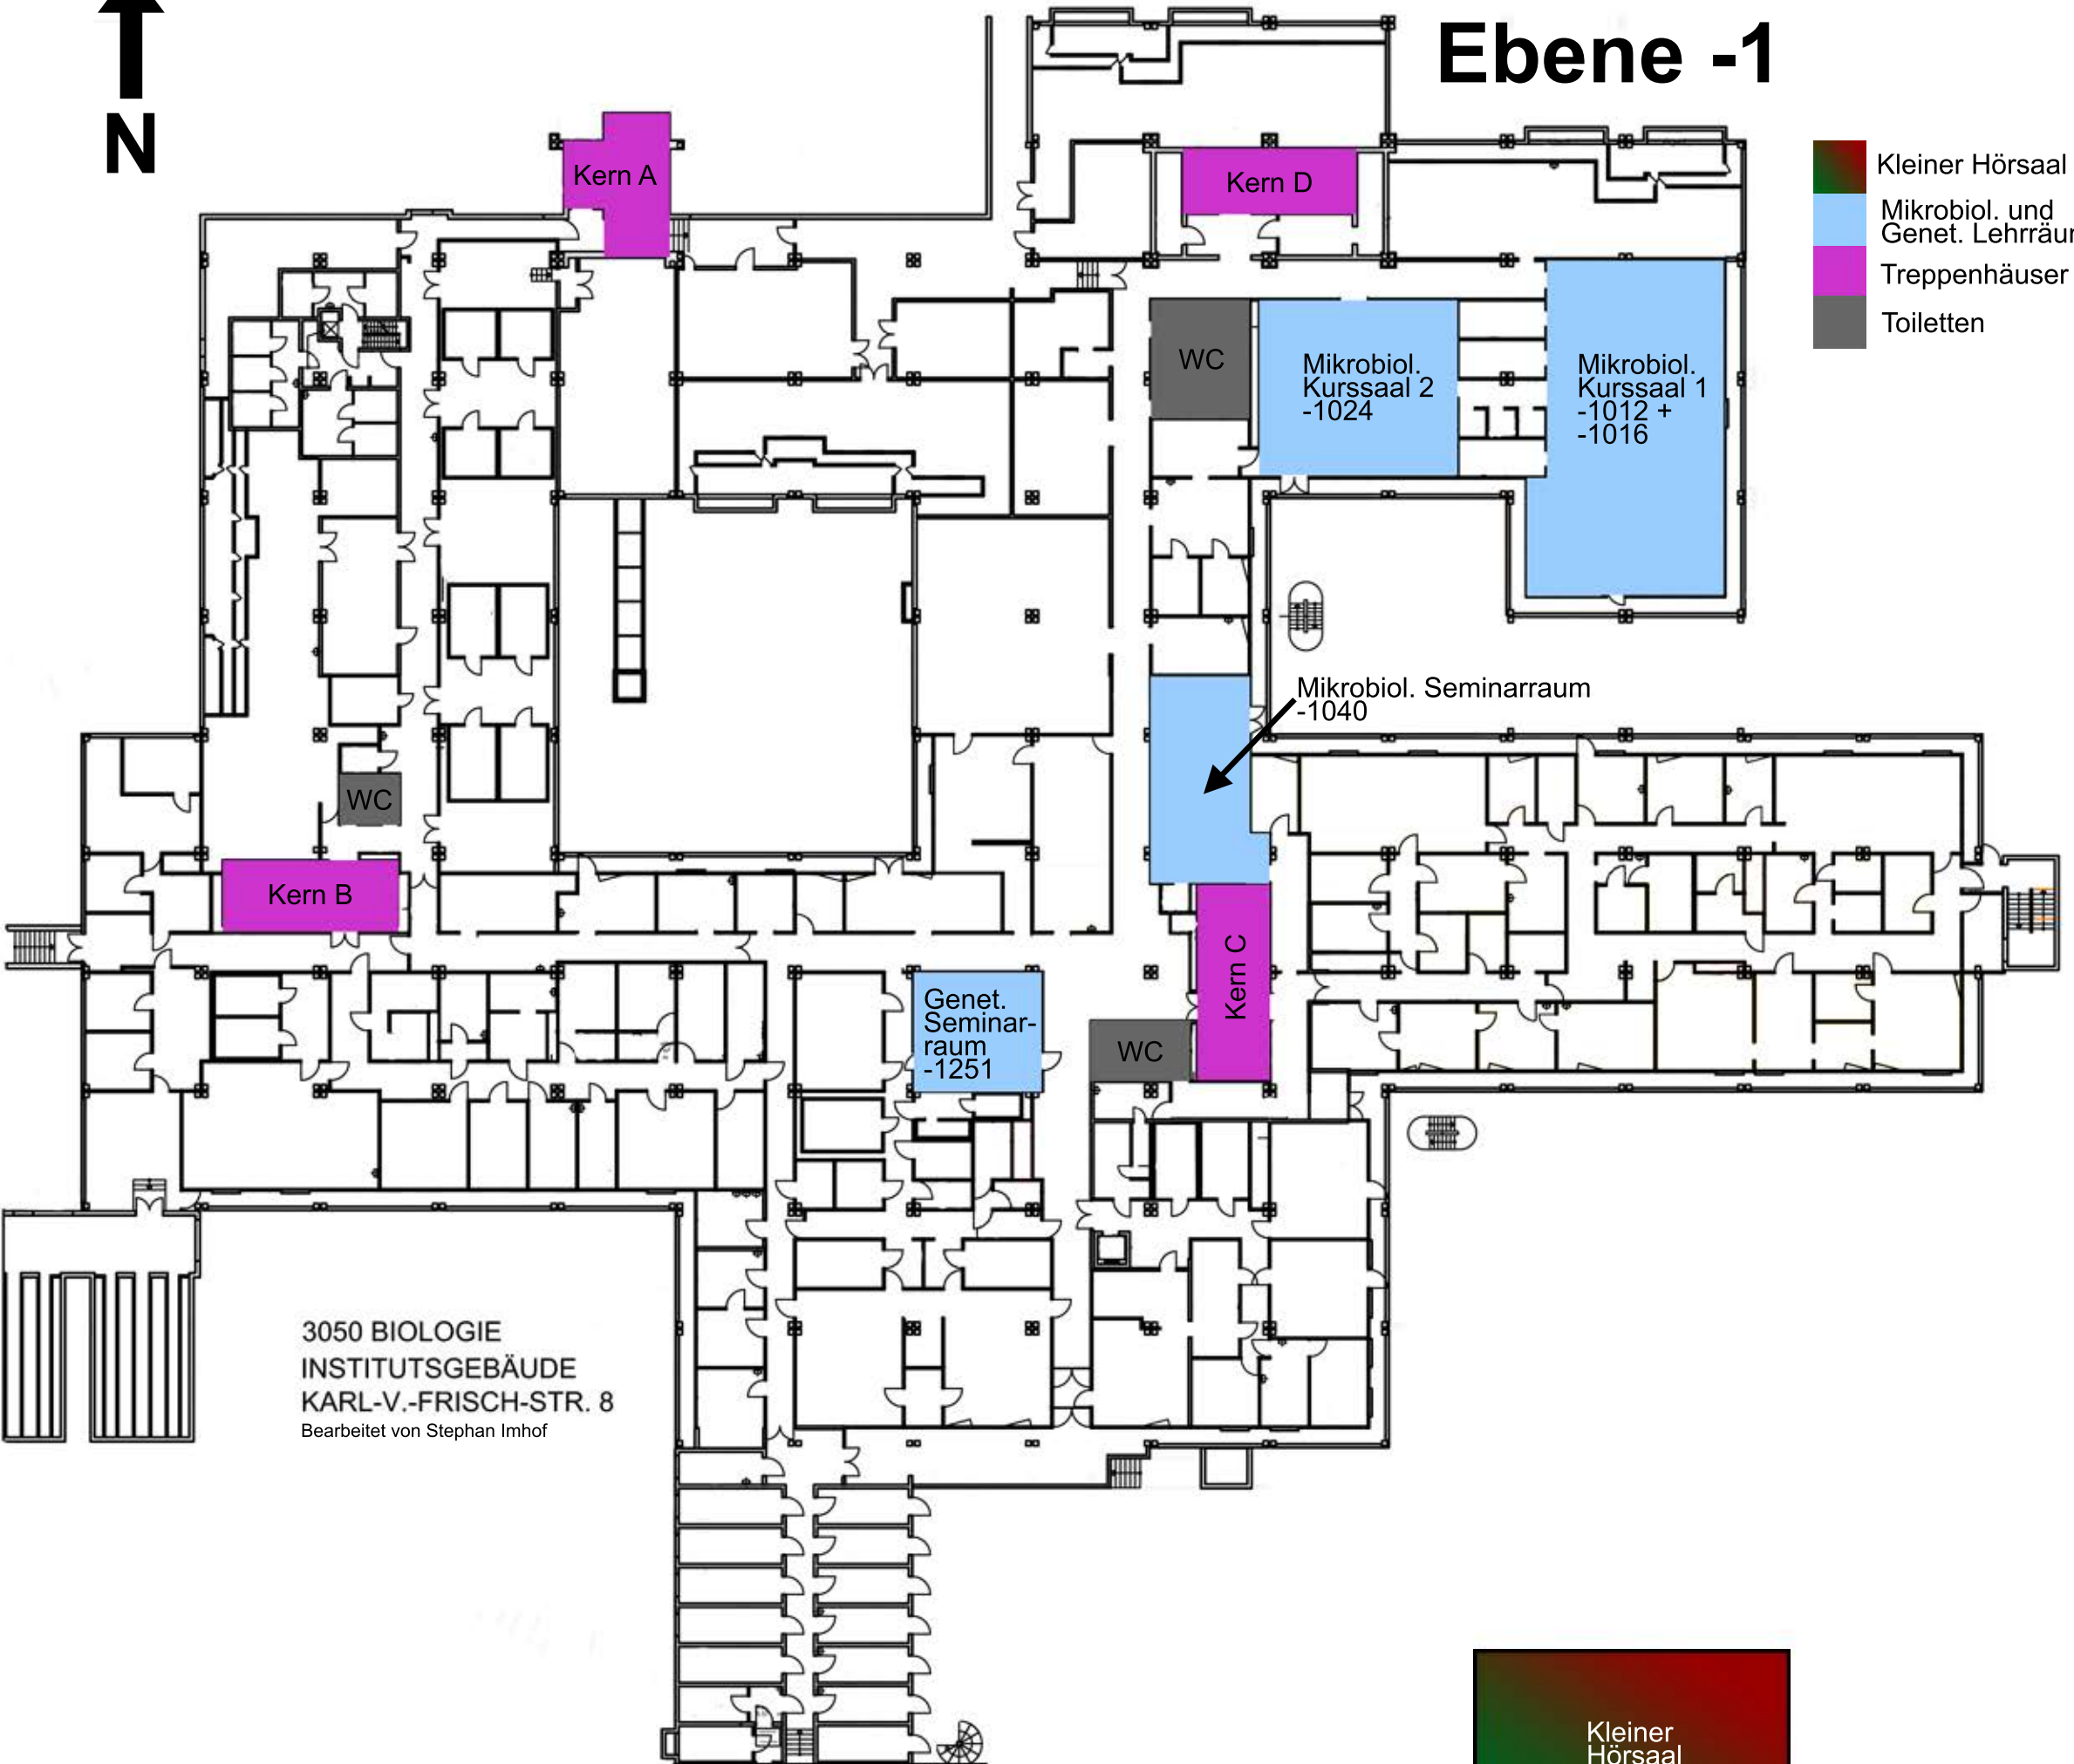 Ebene -1
N
Kern A
Kern D
Kleiner Hörsaal
Mikrobiol. und
Genet. Lehrräu
Treppenhäuser
Toiletten
WC
Mikrobiol.
Kurssaal 2
-1024
Mikrobiol.
Kurssaal 1
-1012 +
-1016
Mikrobiol. Seminarraum
-1040
WC
Kern B
Kern C
Genet.
Seminar-
raum
-1251
WC
3050 BIOLOGIE
INSTITUTSGEBÄUDE
KARL-V.-FRISCH-STR. 8
Bearbeitet von Stephan Imhof
Kleiner
Hörsaal